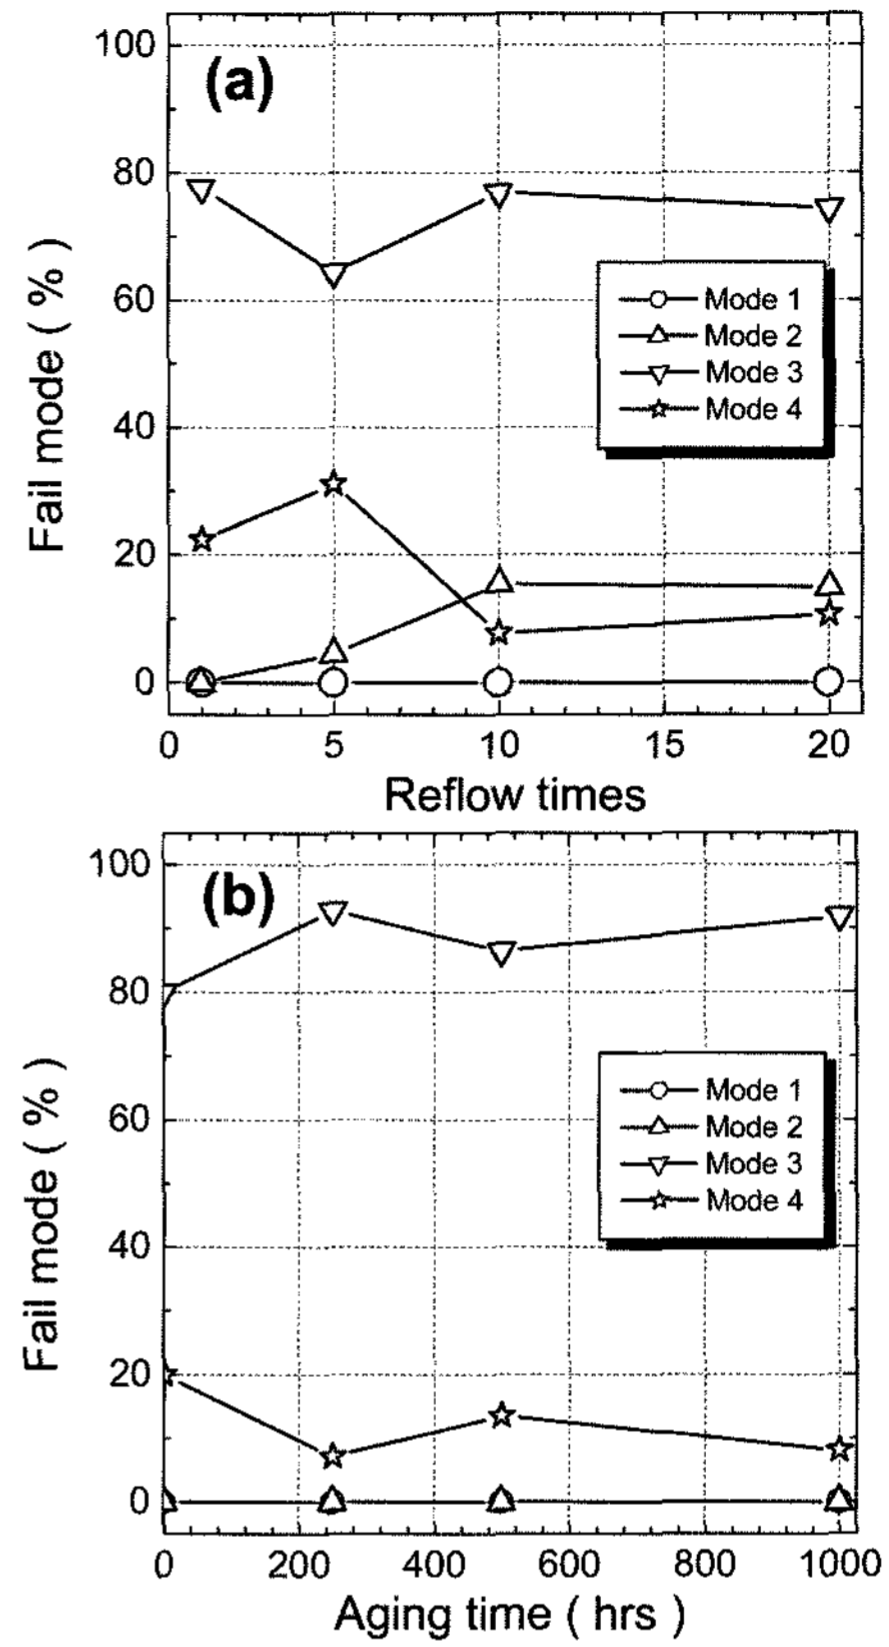 (a)
100
80
60
40
20
0
Fail mode ( % )
Mode 1
Mode 2
Mode 3
Mode 4
0 5 10 15 20
Reflow times
(b)
100
80
60
40
20
0
Fail mode ( % )
Mode 1
Mode 2
Mode 3
Mode 4
0 200 400 600 800 1000
Aging time ( hrs )